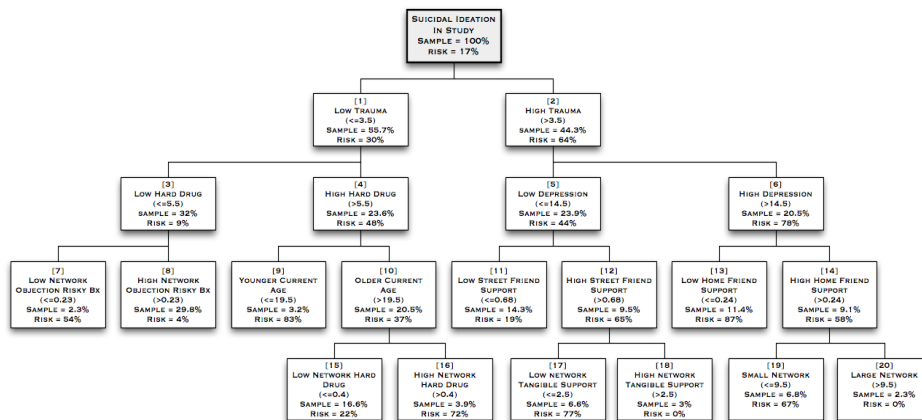 Suicidal Ideation
In Study
Sample = 100%
risk = 17%
[1]
Low Trauma
(<=3.5)
Sample = 55.7%
Risk = 30%
[2]
High Trauma
(>3.5)
Sample = 44.3%
Risk = 64%
[3]
Low Hard Drug
(<=5.5)
sample = 32%
Risk = 9%
[4]
High Hard Drug
(>5.5)
Sample = 23.6%
Risk = 48%
[5]
Low Depression
(<=14.5)
Sample = 23.9%
Risk = 44%
[6]
High Depression
(>14.5)
Sample = 20.5%
Risk = 78%
[7]
Low Network
Objection Risky Bx
(<=0.23)
Sample = 2.3%
Risk = 54%
[8]
High Network
Objection Risky Bx
(>0.23)
Sample = 29.8%
Risk = 4%
[9]
Younger Current
Age
(<=19.5)
Sample = 3.2%
Risk = 83%
[10]
Older Current
Age
(>19.5)
Sample = 20.5%
Risk = 37%
[11]
Low Street Friend
Support
(<=0.68)
Sample = 14.3%
Risk = 19%
[12]
High Street Friend
Support
(>0.68)
Sample = 9.5%
Risk = 65%
[13]
Low Home Friend
Support
(<=0.24)
Sample = 11.4%
Risk = 87%
[14]
High Home Friend
Support
(>0.24)
Sample = 9.1%
Risk = 58%
[15]
Low Network Hard
Drug
(<=0.4)
Sample = 16.6%
Risk = 22%
[16]
High Network
Hard Drug
(>0.4)
Sample = 3.9%
Risk = 72%
[17]
Low network
Tangible Support
(<=2.5)
Sample = 6.6%
Risk = 77%
[18]
High network
Tangible Support
(>2.5)
Sample = 3%
Risk = 0%
[19]
Small Network
(<=9.5)
Sample = 6.8%
Risk = 67%
[20]
Large Network
(>9.5)
Sample = 2.3%
Risk = 0%